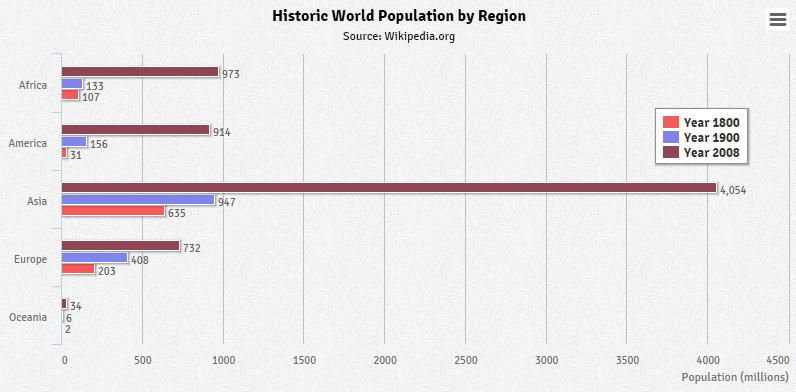 Historic World Population by Region
Source: Wikipedia.org
Africa
973
133
107
America
914
156
31
Asia
4,054
947
635
Europe
732
408
203
Oceania
34
6
2
Year 1800
Year 1900
Year 2008
0 500 1000 1500 2000 2500 3000 3500 4000 4500
Population (millions)